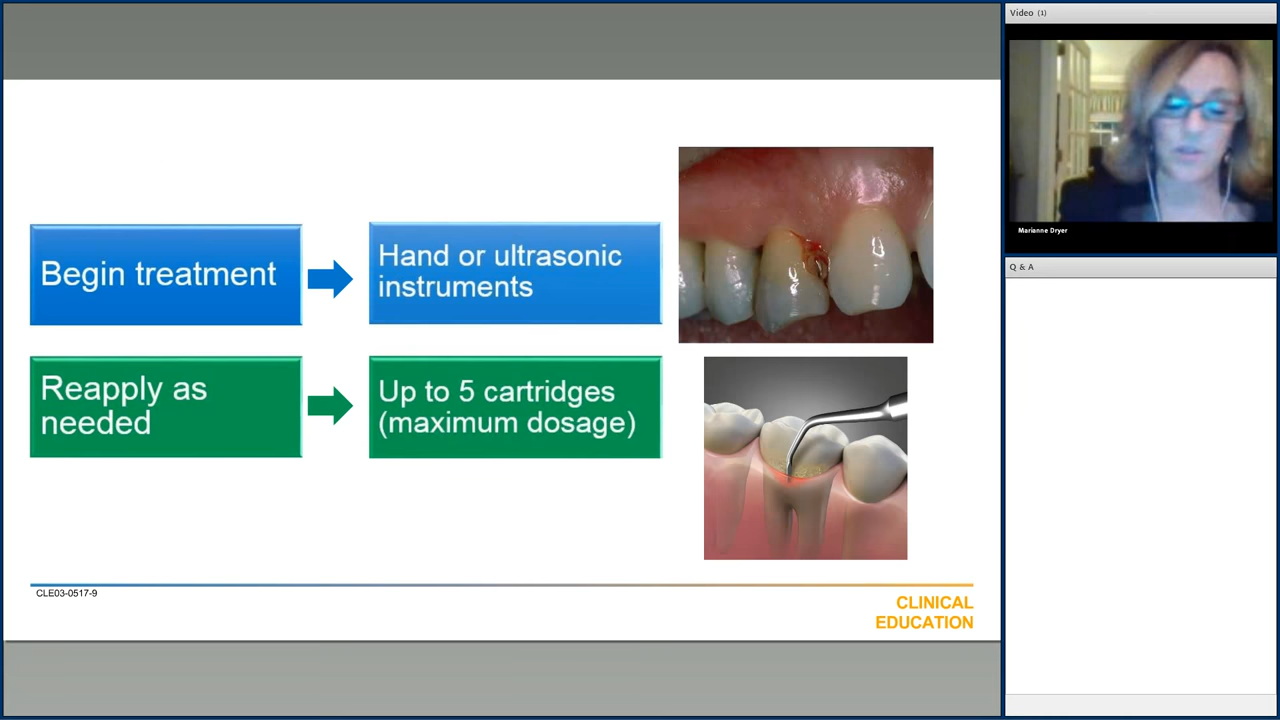 Begin treatment
Hand or ultrasonic
instruments
Reapply as
needed
Up to 5 cartridges
(maximum dosage)
CLE03-0517-9
CLINICAL
EDUCATION
Video (1)
Marianne Dryer
Q & A